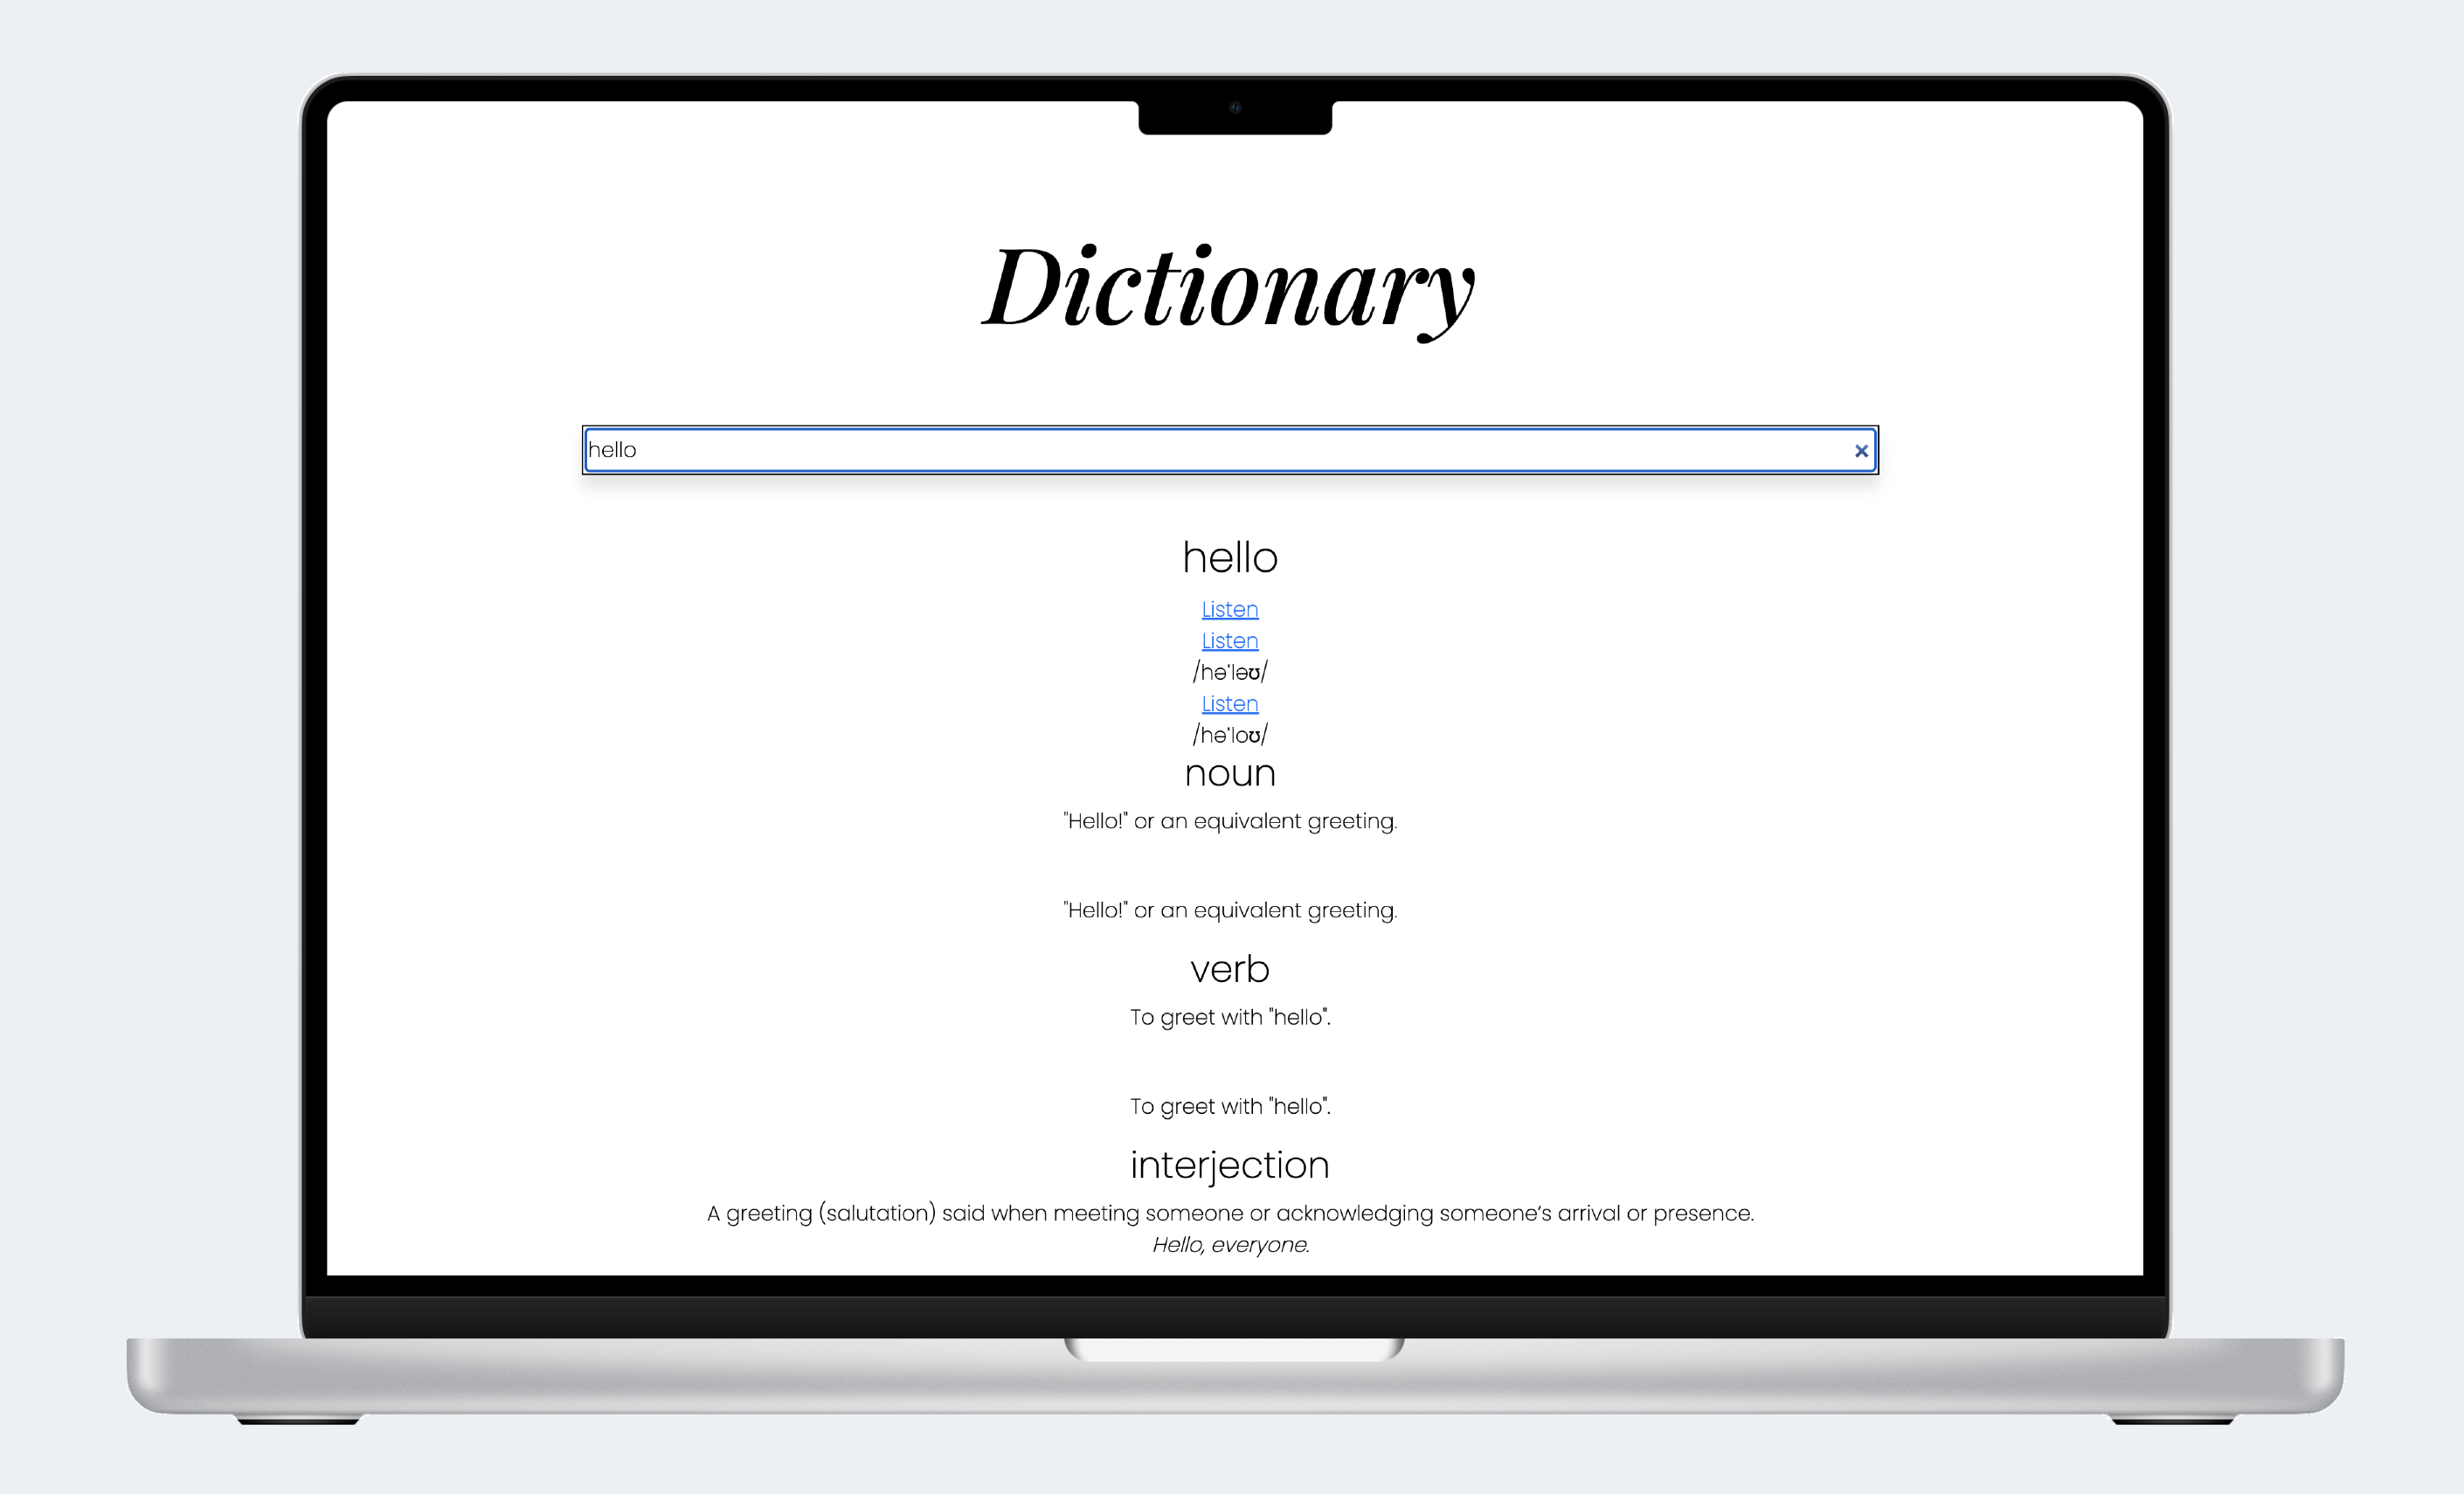 Dictionary
hello
hello
Listen
Listen
/həˈləʊ/
Listen
/həˈloʊ/
noun
"Hello!" or an equivalent greeting.
"Hello!" or an equivalent greeting.
verb
To greet with "hello".
To greet with "hello".
interjection
A greeting (salutation) said when meeting someone or acknowledging someone’s arrival or presence.
Hello, everyone.